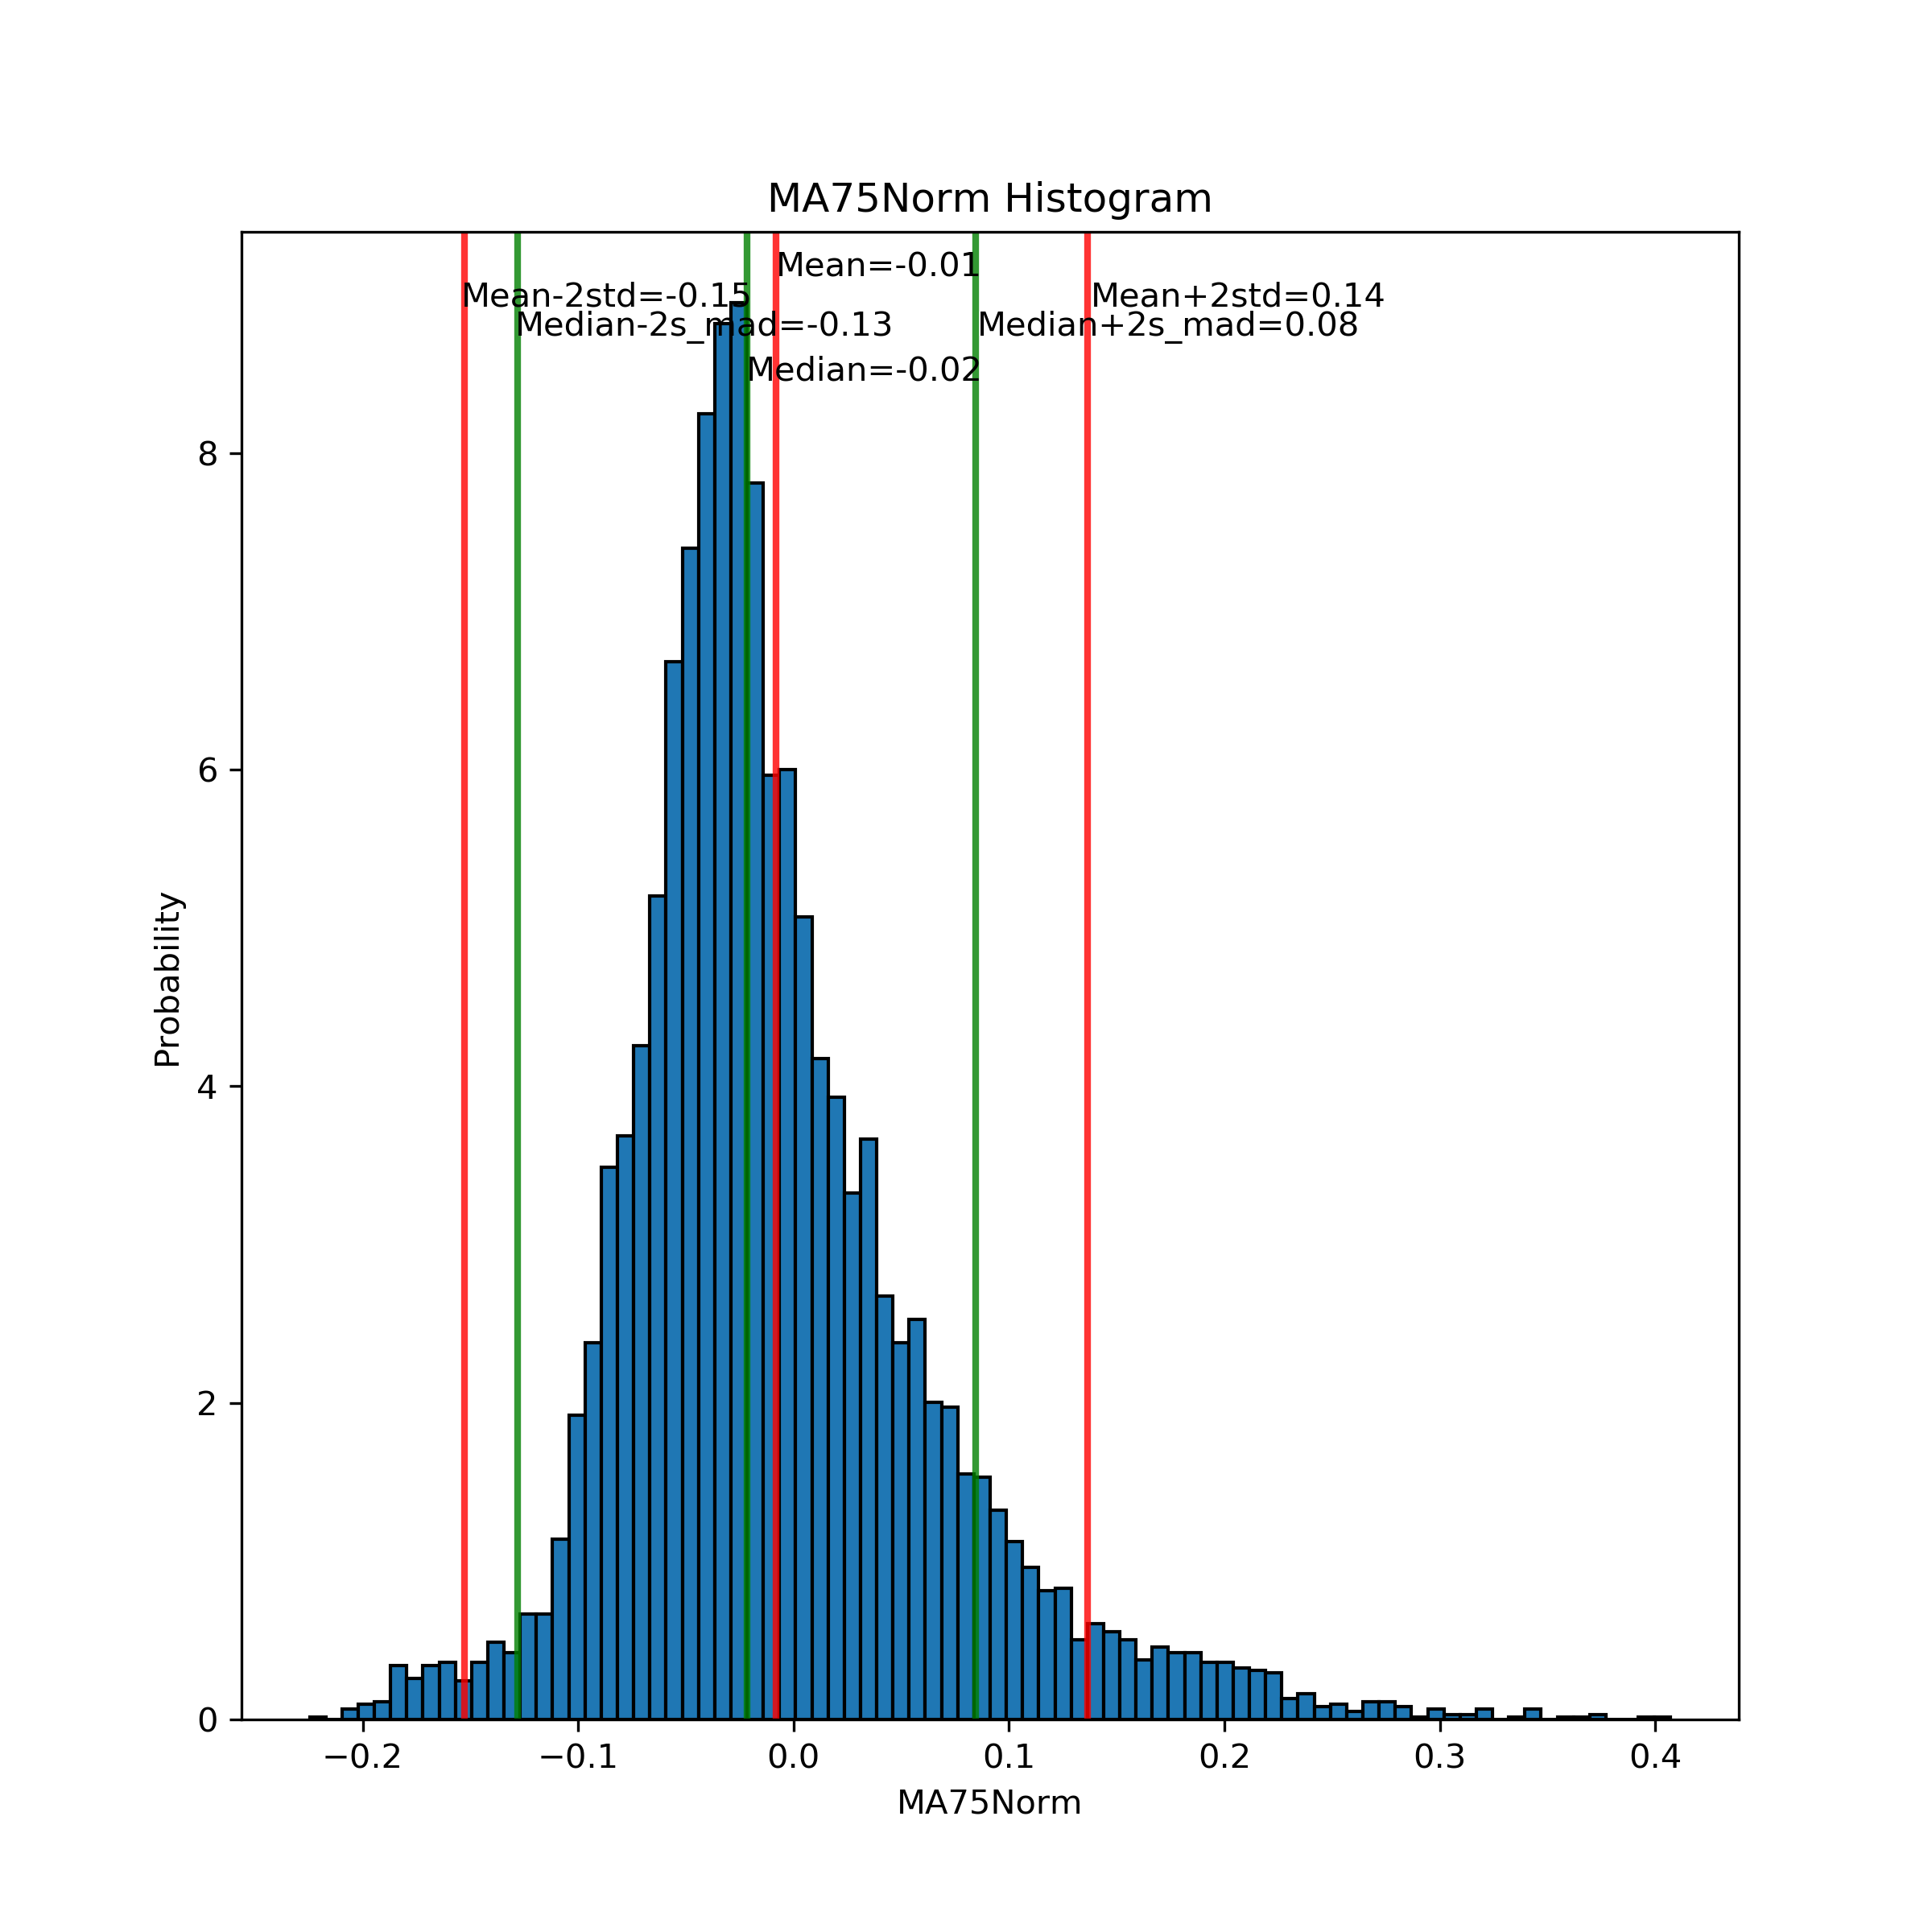 MA75Norm Histogram
Mean=-0.01
Mean-2std=-0.15
Mean+2std=0.14
Median-2s_mad=-0.13
Median+2s_mad=0.08
Median=-0.02
8
6
4
2
0
Probability
−0.2
−0.1
0.0
0.1
0.2
0.3
0.4
MA75Norm